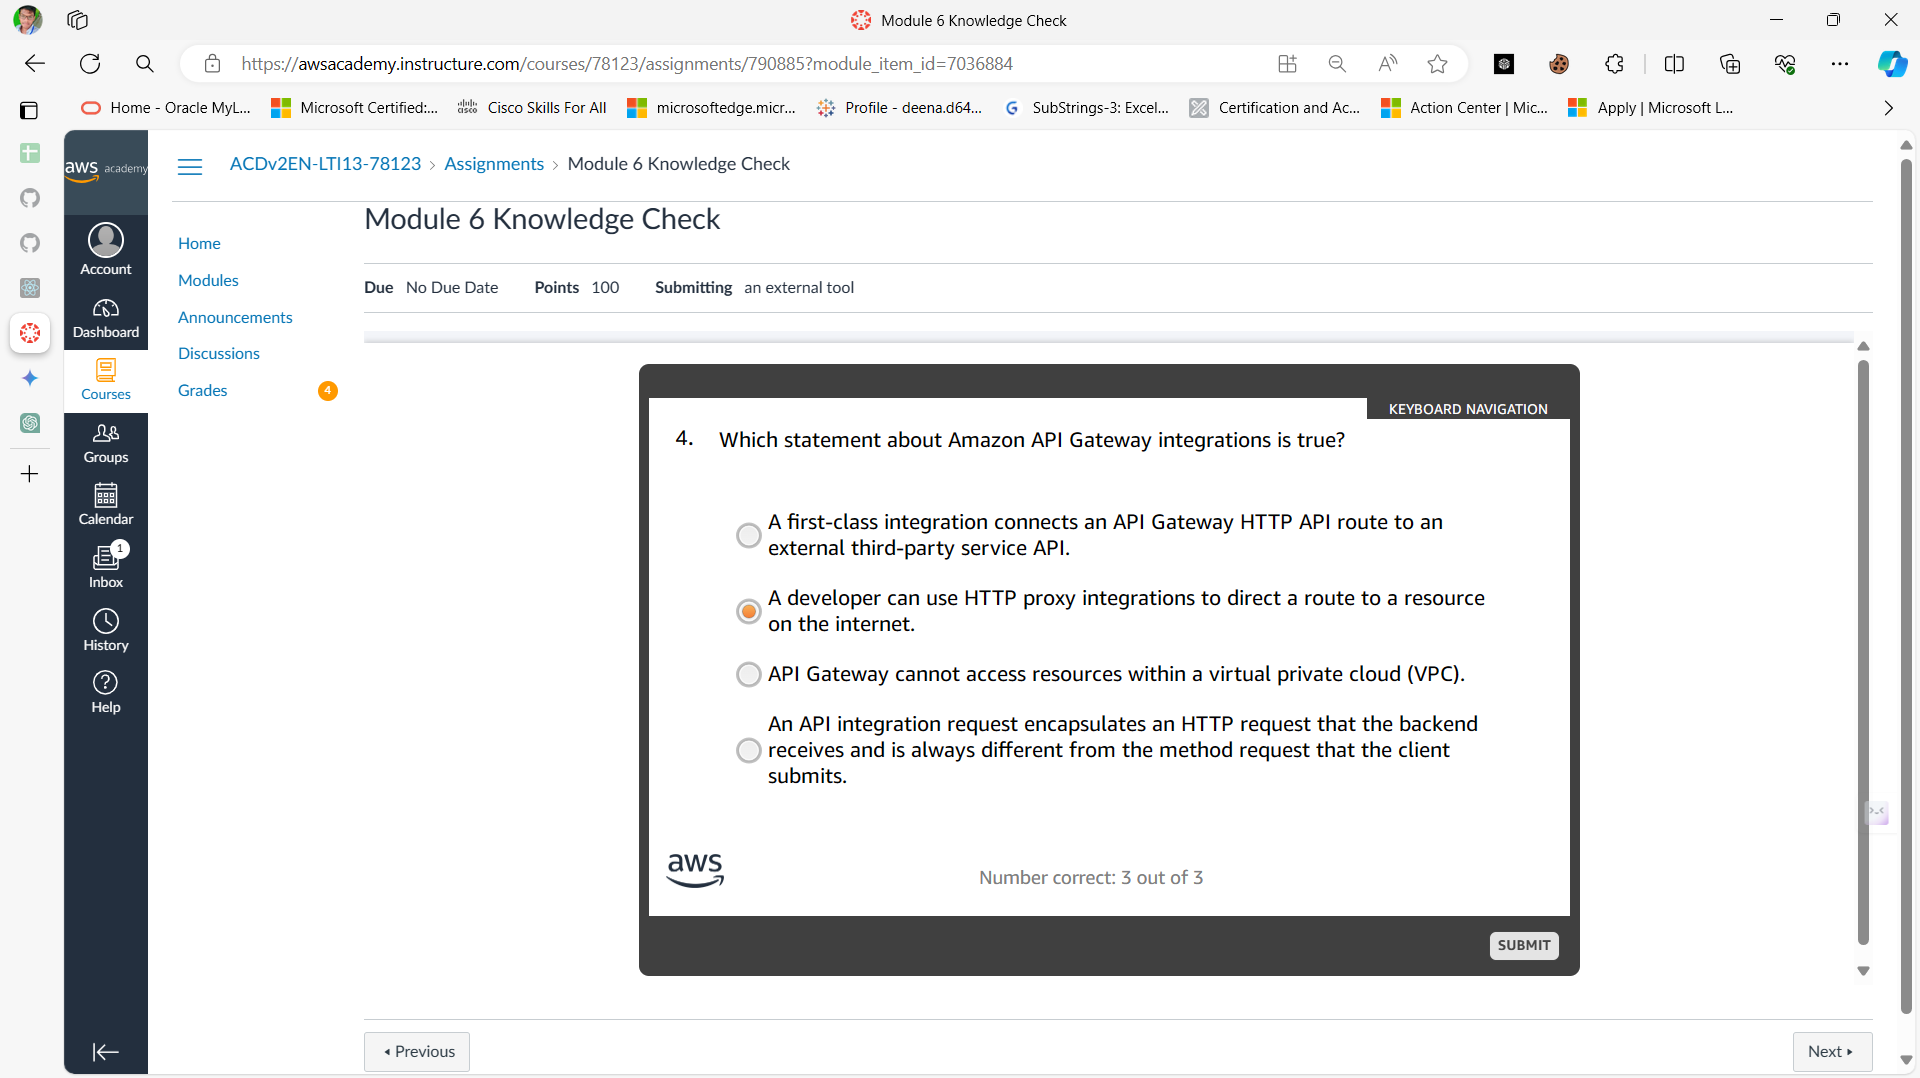 Module 6 Knowledge Check
https://awsacademy.instructure.com/courses/78123/assignments/790885?module_item_id=7036884
Home - Oracle MyL...
Microsoft Certified:...
Cisco Skills For All
microsoftedge.micr...
Profile - deena.d64...
SubStrings-3: Excel...
Certification and Ac...
Action Center | Mic...
Apply | Microsoft L...
aws academy
ACDv2EN-LTI13-78123 › Assignments › Module 6 Knowledge Check
Module 6 Knowledge Check
Account
Dashboard
Courses
Groups
Calendar
1
Inbox
History
Help
Home
Modules
Announcements
Discussions
Grades 4
Due No Due Date Points 100 Submitting an external tool
KEYBOARD NAVIGATION
4. Which statement about Amazon API Gateway integrations is true?
A first-class integration connects an API Gateway HTTP API route to an
external third-party service API.
A developer can use HTTP proxy integrations to direct a route to a resource
on the internet.
API Gateway cannot access resources within a virtual private cloud (VPC).
An API integration request encapsulates an HTTP request that the backend
receives and is always different from the method request that the client
submits.
aws
Number correct: 3 out of 3
SUBMIT
Previous
Next